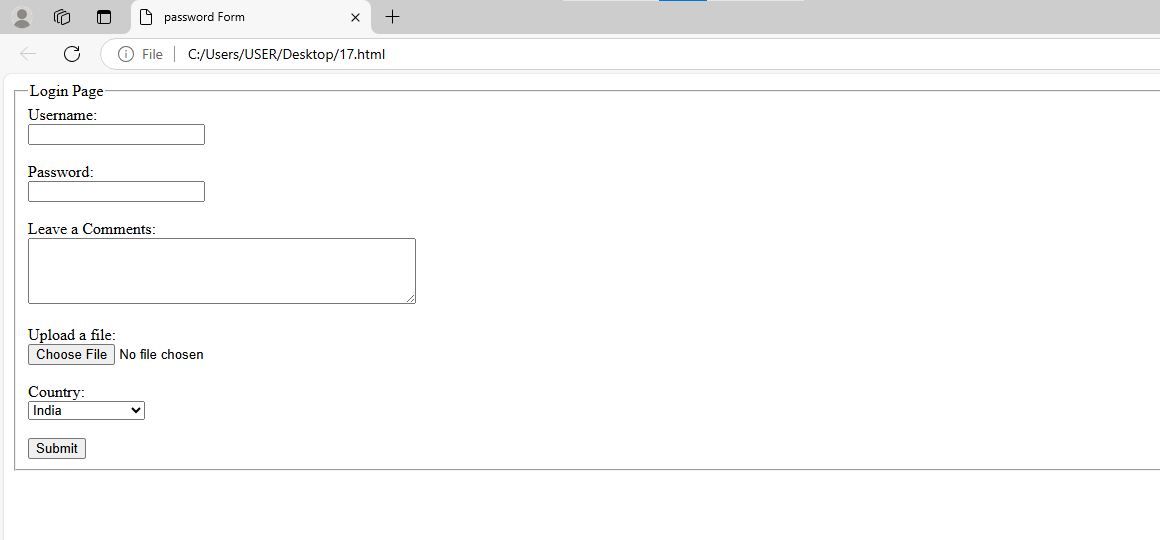 password Form
File C:/Users/USER/Desktop/17.html
Login Page
Username:
Password:
Leave a Comments:
Upload a file:
Choose File No file chosen
Country:
India
Submit